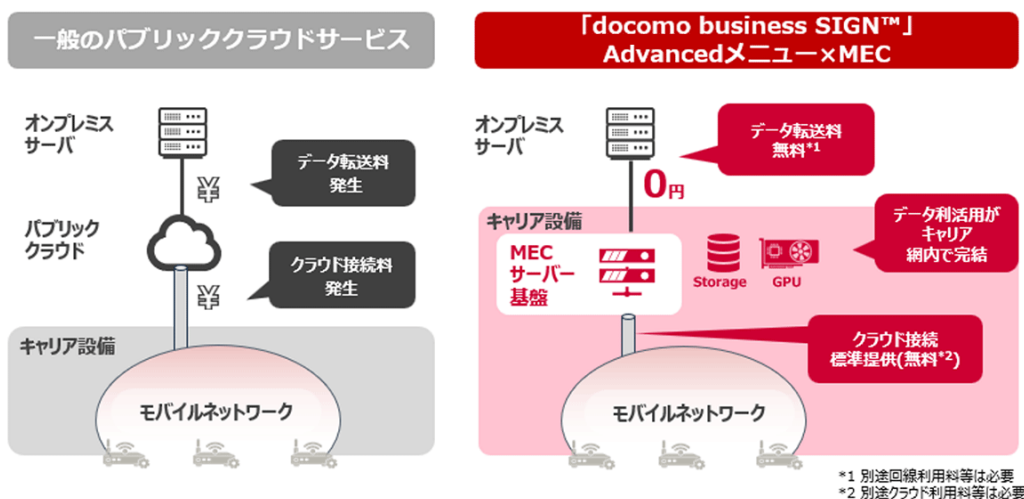 一般のパブリッククラウドサービス
オンプレミス
サーバ
データ転送料
発生
¥
パブリック
クラウド
クラウド接続料
発生
¥
キャリア設備
モバイルネットワーク
「docomo business SIGN™」
Advancedメニュー×MEC
オンプレミス
サーバ
データ転送料
無料*1
0円
キャリア設備
データ利活用が
キャリア
網内で完結
MEC
サーバー
基盤
Storage
GPU
クラウド接続
標準提供(無料*2)
モバイルネットワーク
*1 別途回線利用料等は必要
*2 別途クラウド利用料等は必要